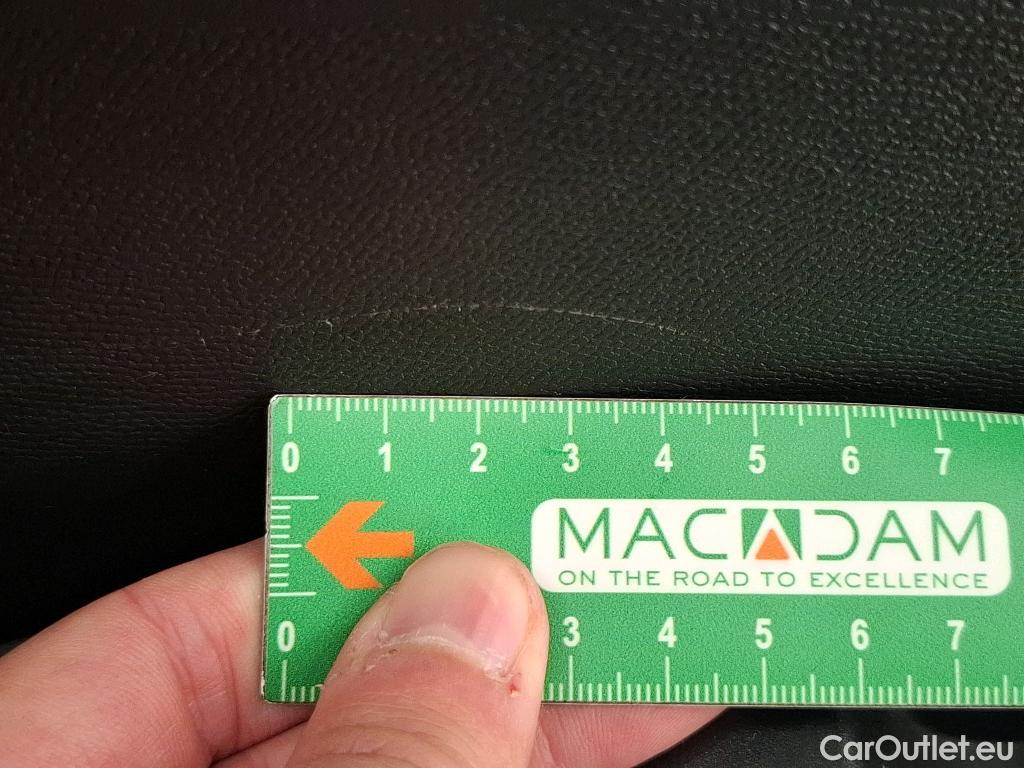 0 1 2 3 4 5 6 7
MACADAM
ON THE ROAD TO EXCELLENCE
0 3 4 5 6 7
CarOutlet.eu